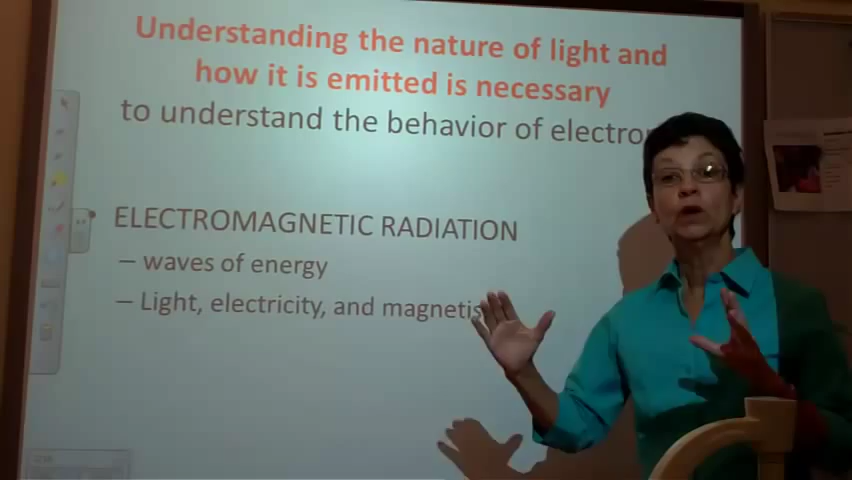 Understanding the nature of light and
how it is emitted is necessary
to understand the behavior of electro
ELECTROMAGNETIC RADIATION
– waves of energy
– Light, electricity, and magnetis